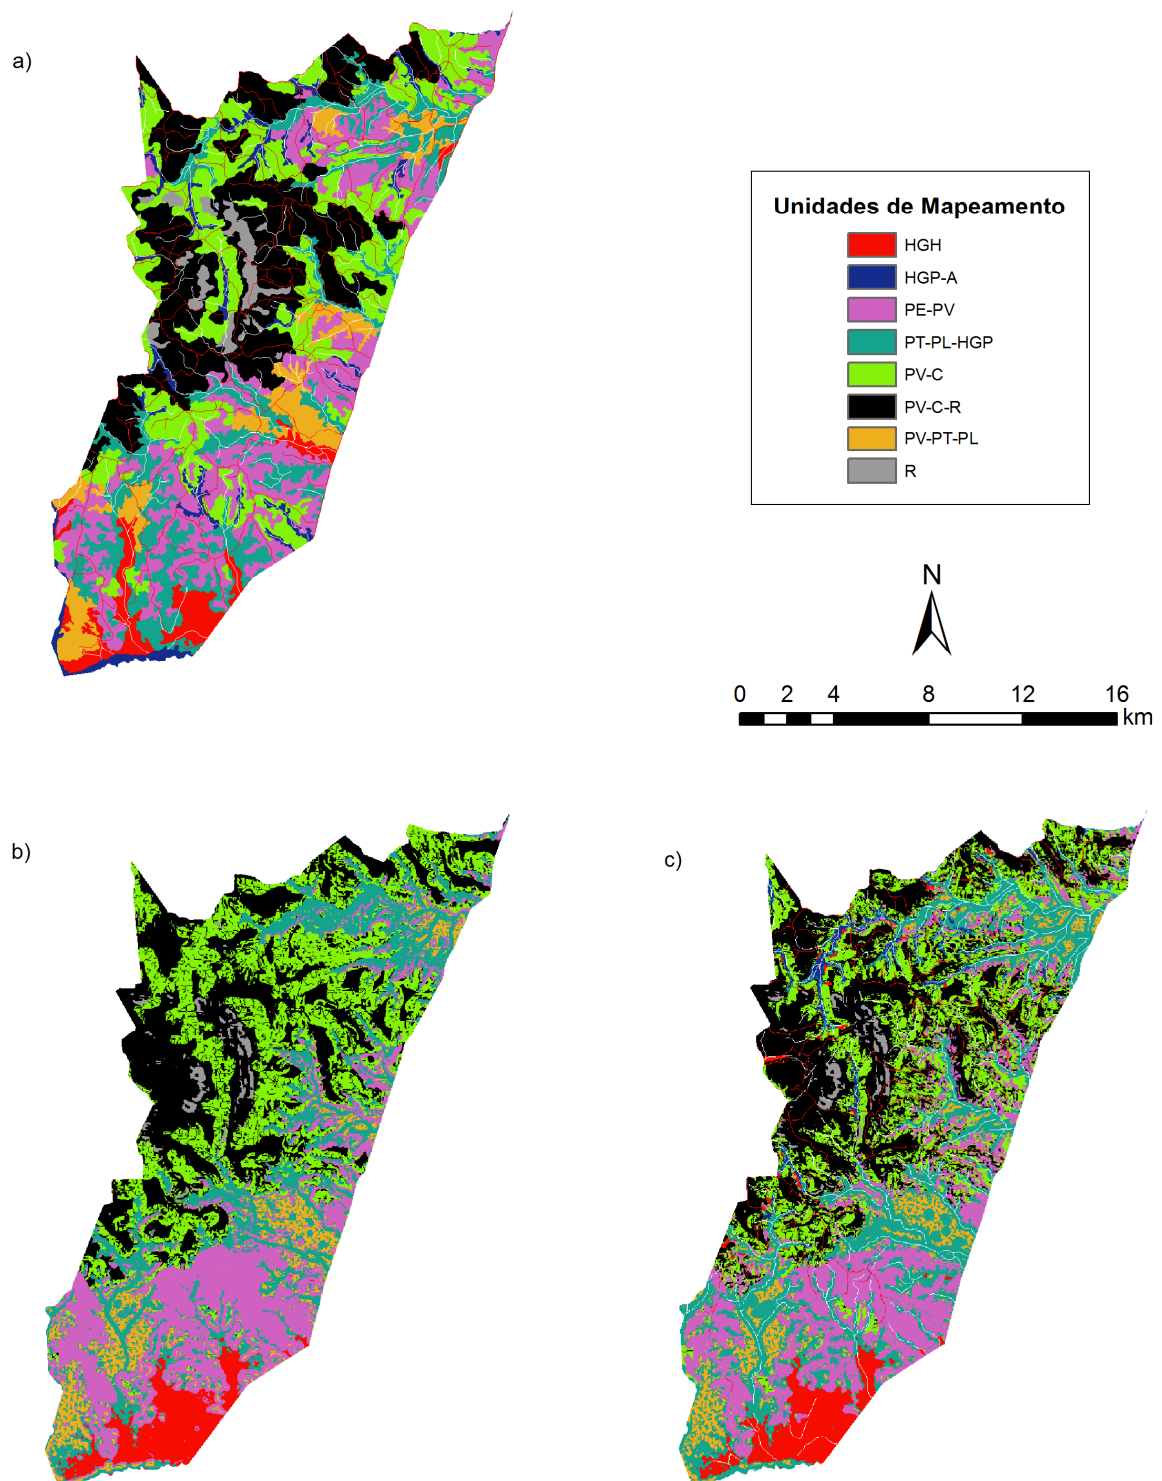 a)
Unidades de Mapeamento
HGH
HGP-A
PE-PV
PT-PL-HGP
PV-C
PV-C-R
PV-PT-PL
R
N
0 2 4 8 12 16
km
b)
c)